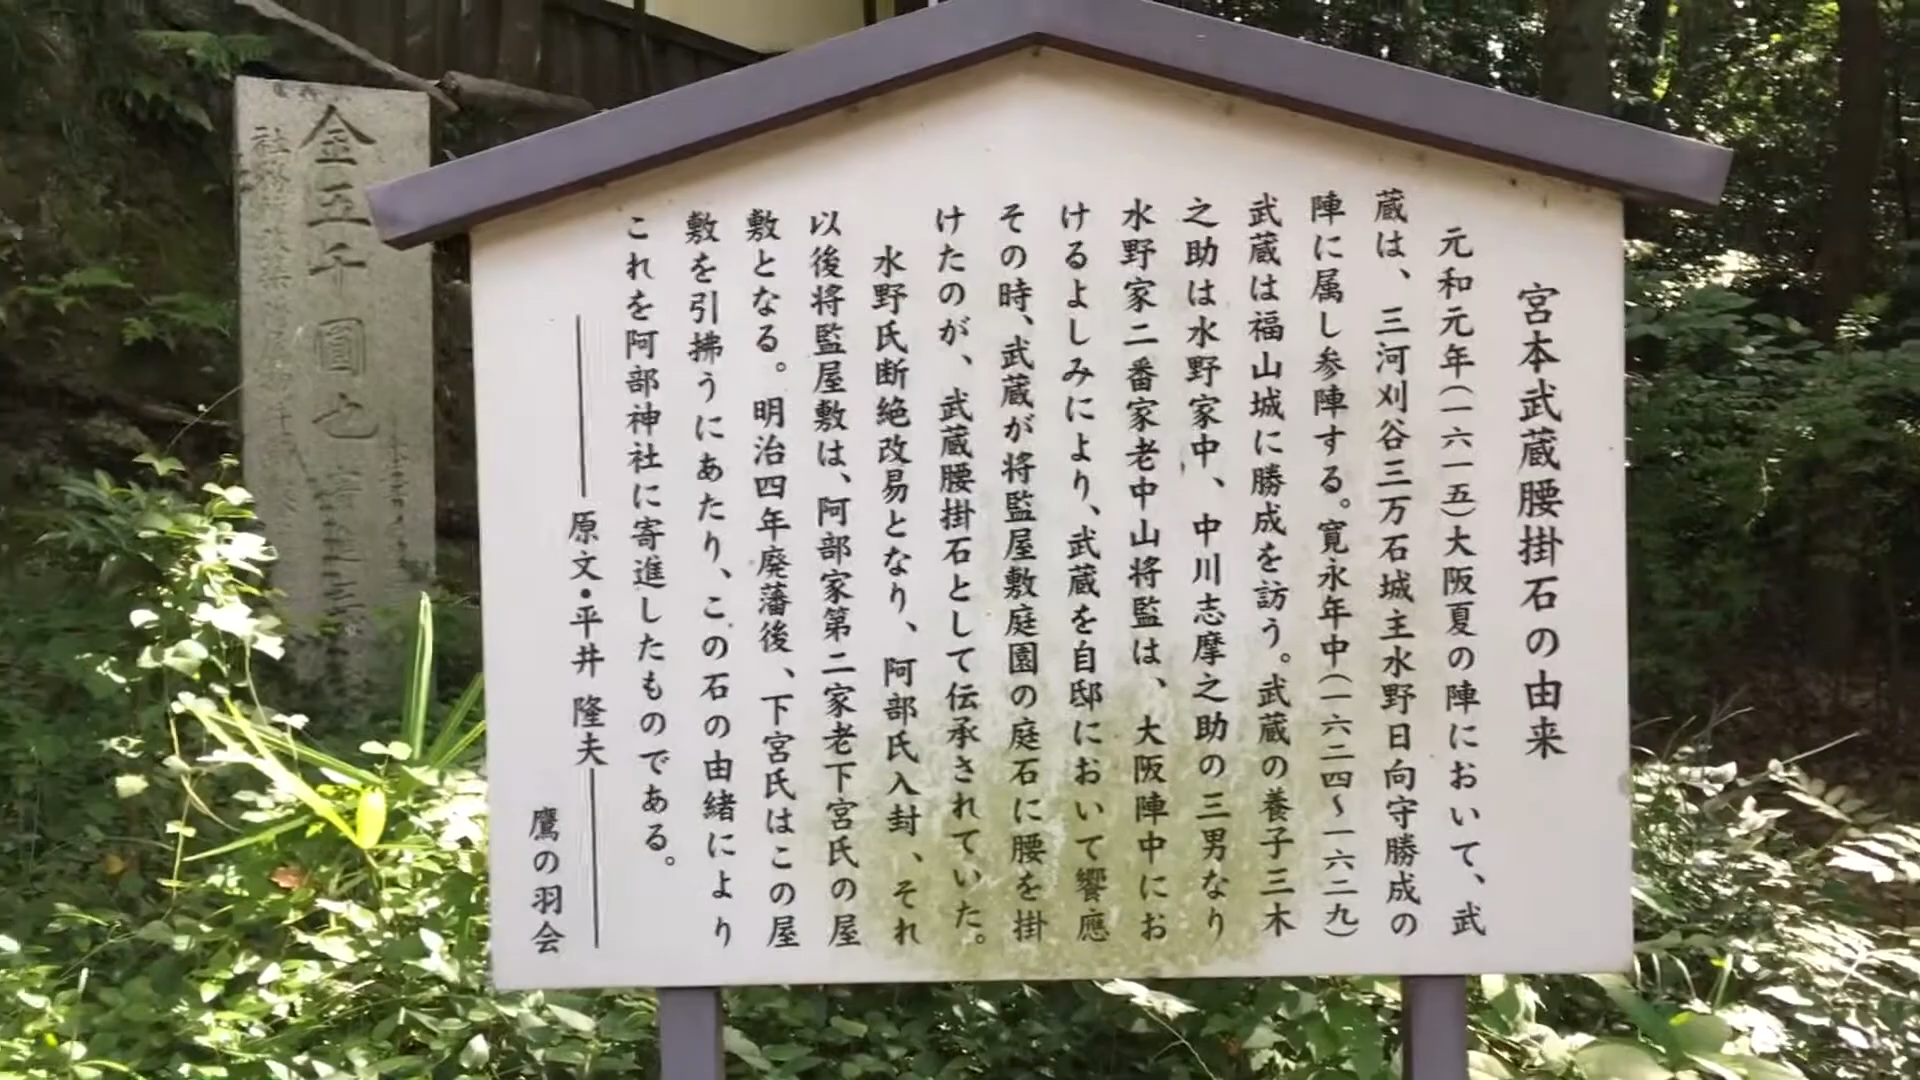 宮本武蔵腰掛石の由来
元和元年(一六一五)大阪夏の陣において、武
蔵は、三河刈谷三万石城主水野日向守勝成の
陣に属し参陣する。寛永年中(一六二四~一六二九)
武蔵は福山城に勝成を訪う。武蔵の養子三木
之助は水野家中、中川志摩之助の三男なり
水野家二番家老中山将監は、大阪陣中にお
けるよしみにより、武蔵を自邸において饗應
その時、武蔵が将監屋敷庭園の庭石に腰を掛
けたのが、武蔵腰掛石として伝承されていた。
水野氏断絶改易となり、阿部氏入封、それ
以後将監屋敷は、阿部家第二家老下宮氏の屋
敷となる。明治四年廃藩後、下宮氏はこの屋
敷を引拂うにあたり、この石の由緒により
これを阿部神社に寄進したものである。
原文・平井 隆夫
鷹の羽会
金五千圓也